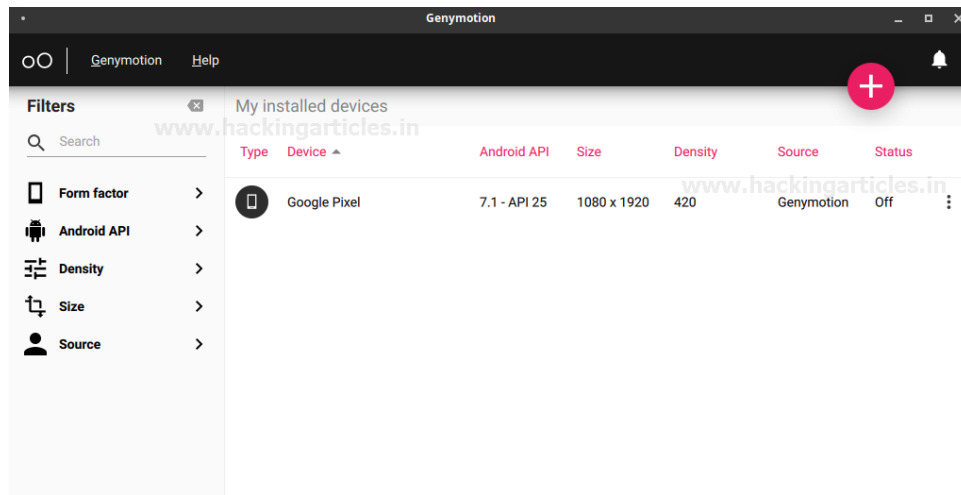 Genymotion
Genymotion Help
Filters
My installed devices
www.hackingarticles.in
Search
Type Device Android API Size Density Source Status
www.hackingarticles.in
Form factor
Google Pixel 7.1 - API 25 1080 x 1920 420 Genymotion Off
Android API
Density
Size
Source